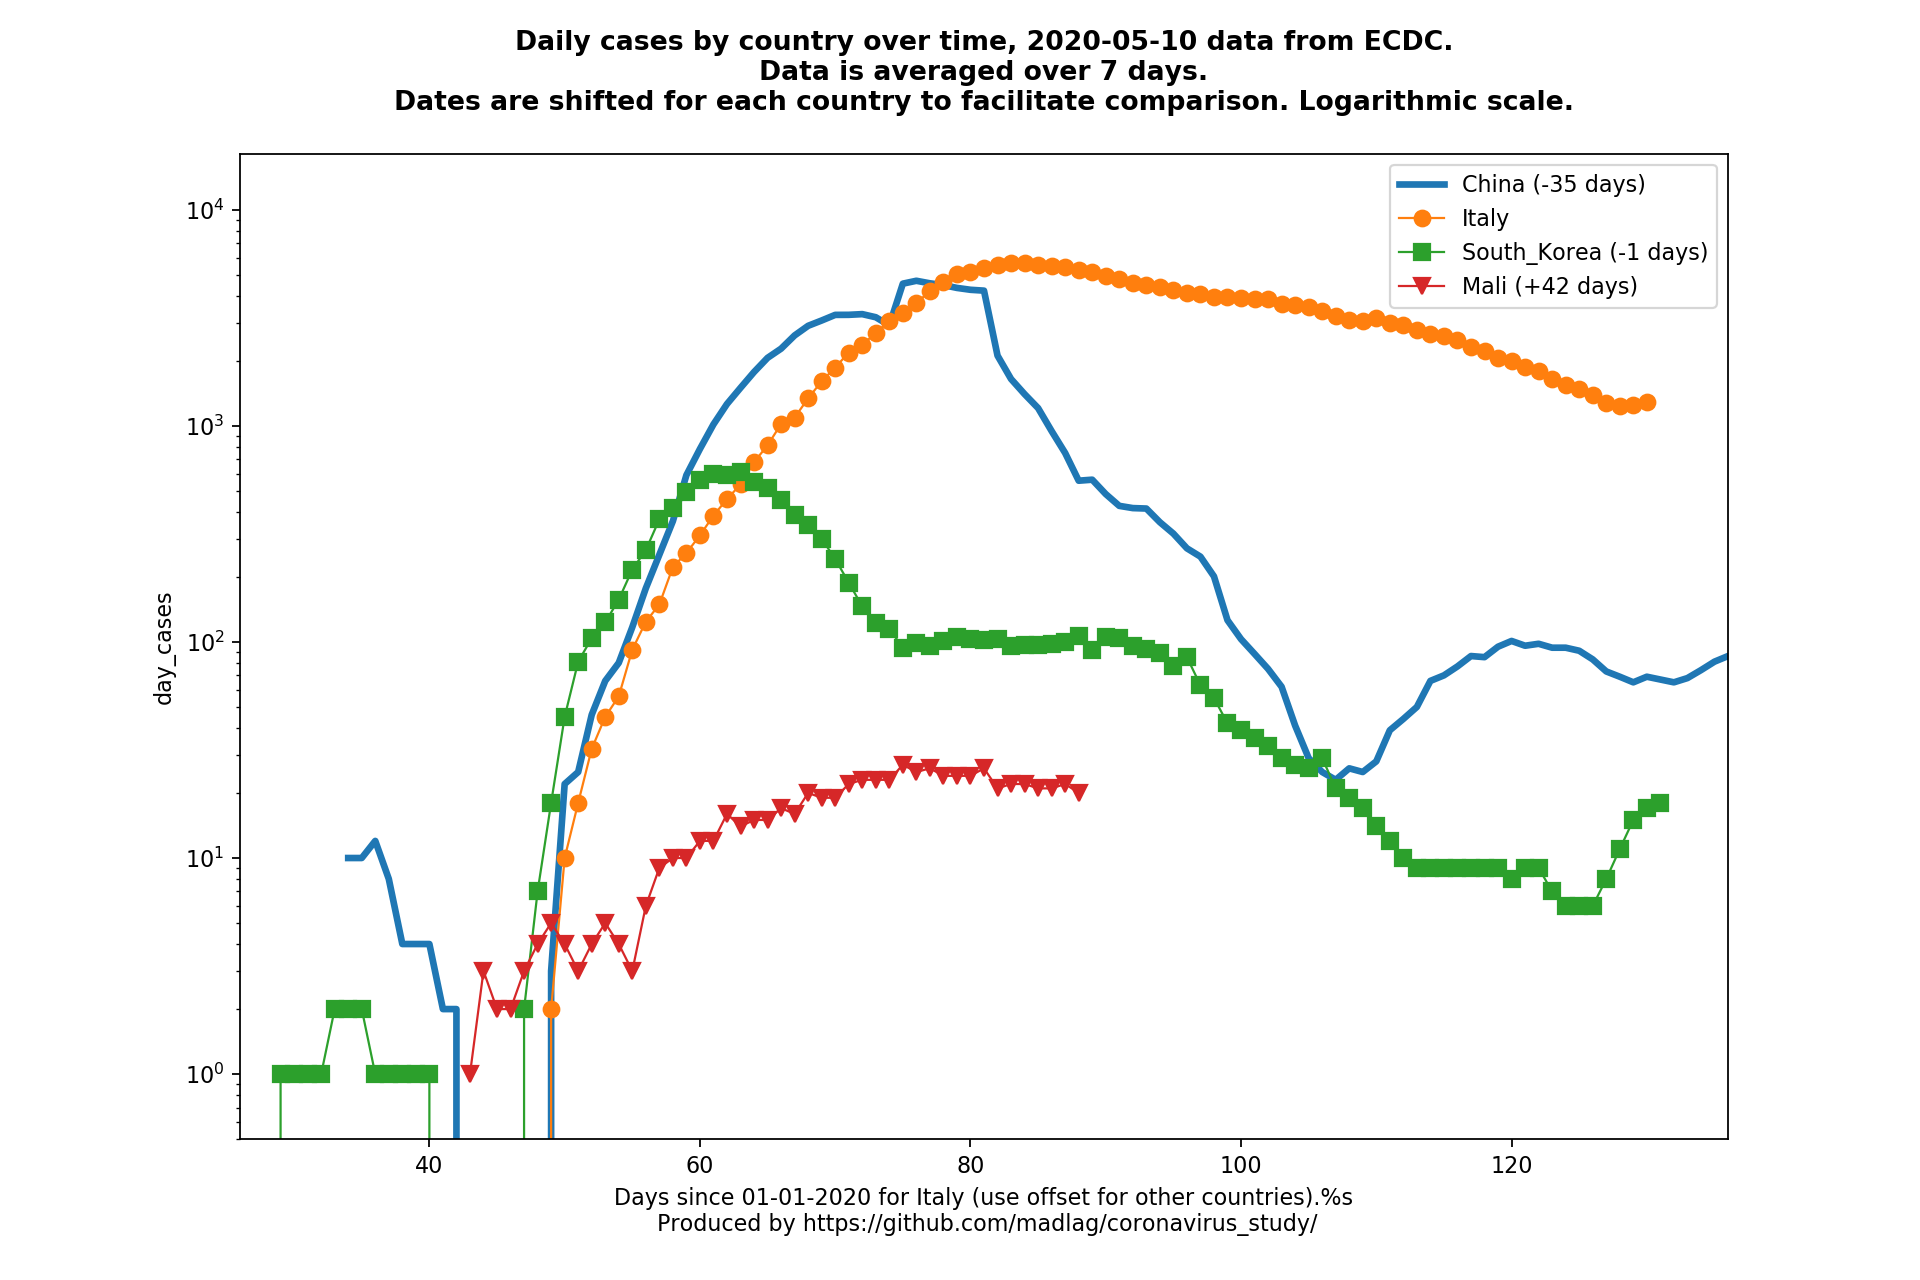 Daily cases by country over time, 2020-05-10 data from ECDC.
Data is averaged over 7 days.
Dates are shifted for each country to facilitate comparison. Logarithmic scale.
China (-35 days)
Italy
South_Korea (-1 days)
Mali (+42 days)
10^4
10^3
10^2
10^1
10^0
day_cases
40 60 80 100 120
Days since 01-01-2020 for Italy (use offset for other countries).%s
Produced by https://github.com/madlag/coronavirus_study/